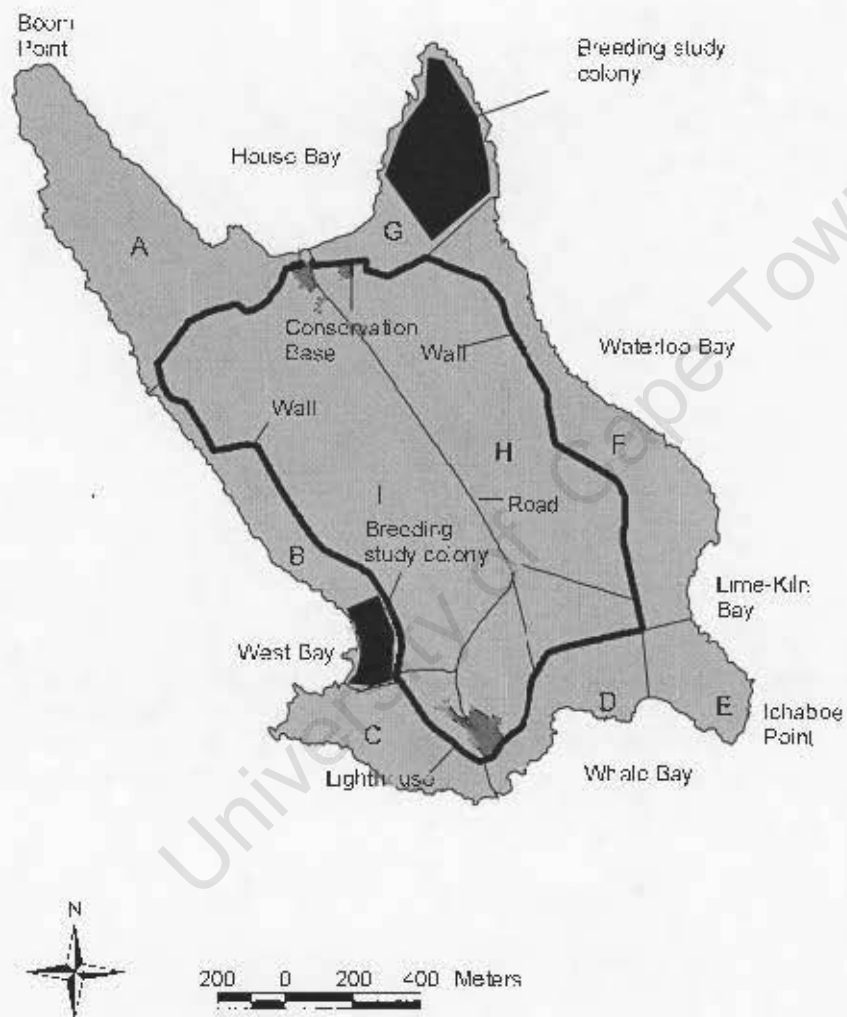 Boom
Point
Breeding study
colony
House Bay
A
G
Conservation
Base
Wall
Waterloo Bay
Wall
H
F
I
Road
Breeding
study colony
B
Lime-Kiln
Bay
West Bay
D
E
Ichaboe
Point
C
Lighthouse
Whale Bay
University of Cape Town
N
200 0 200 400 Meters